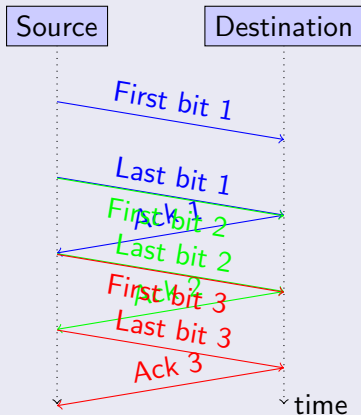 Source
Destination
First bit 1
Last bit 1
First bit 2
Ack 1
Last bit 2
Ack 2
First bit 3
Last bit 3
Ack 3
time